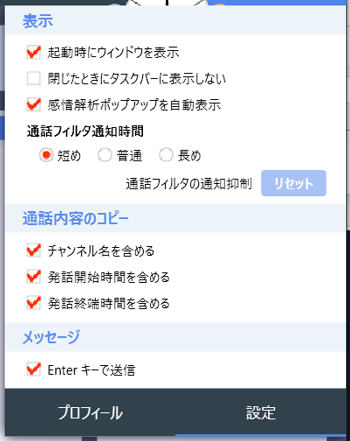 表示
起動時にウィンドウを表示
閉じたときにタスクバーに表示しない
感情解析ポップアップを自動表示
通話フィルタ通知時間
短め 普通 長め
通話フィルタの通知抑制 リセット
通話内容のコピー
チャンネル名を含める
発話開始時間を含める
発話終端時間を含める
メッセージ
Enter キーで送信
プロフィール 設定